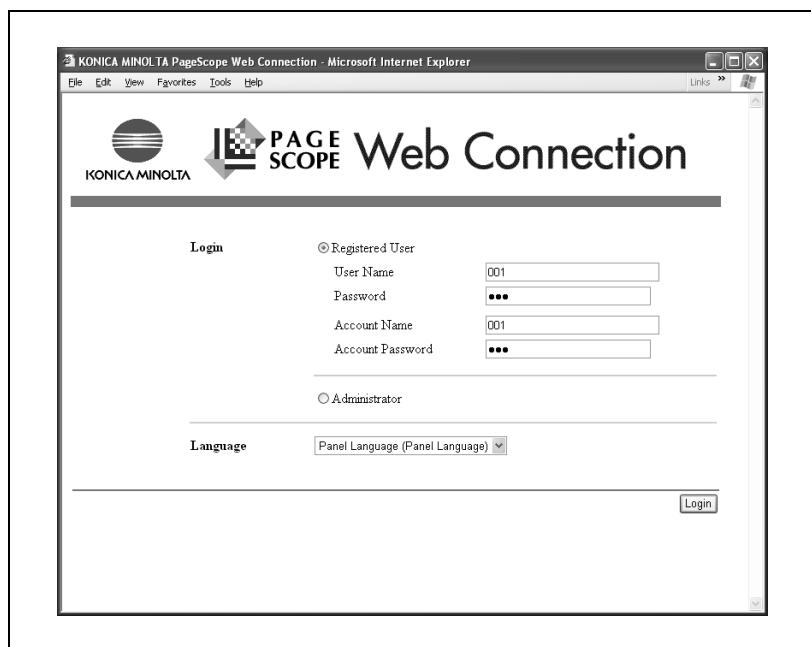 KONICA MINOLTA PageScope Web Connection - Microsoft Internet Explorer
File Edit View Favorites Tools Help Links »
KONICA MINOLTA PAGE SCOPE Web Connection
Login Registered User
User Name 001
Password •••
Account Name 001
Account Password •••
Administrator
Language Panel Language (Panel Language)
Login